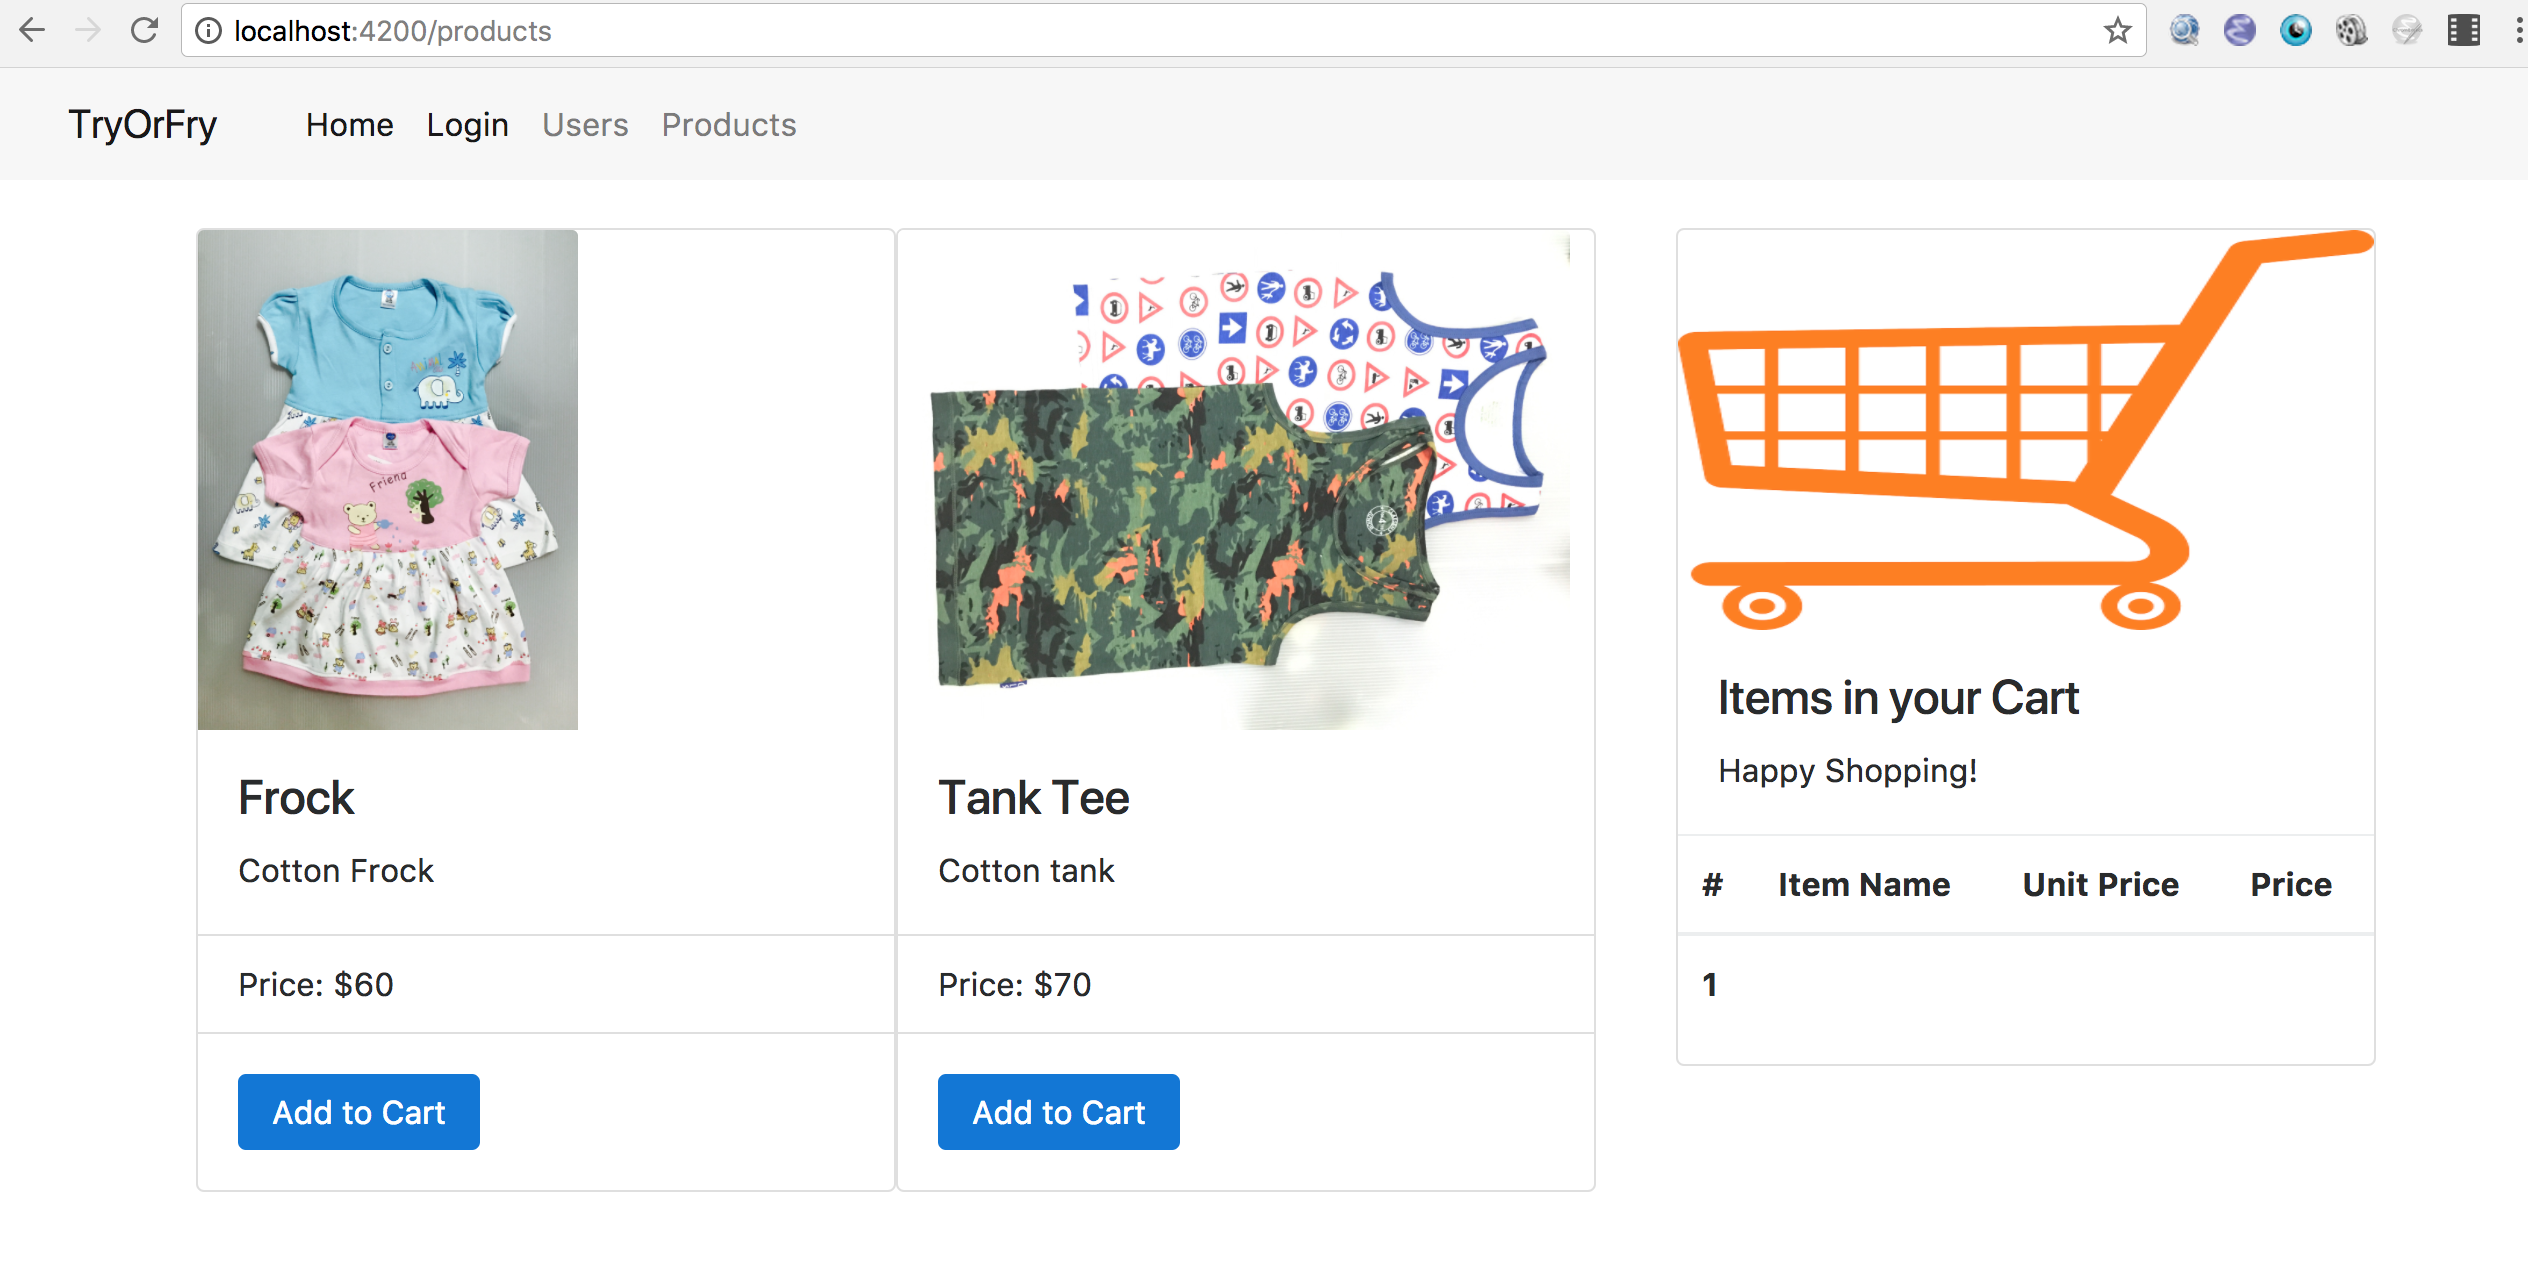 localhost:4200/products
TryOrFry Home Login Users Products
Friend
Frock
Cotton Frock
Price: $60
Add to Cart
Tank Tee
Cotton tank
Price: $70
Add to Cart
Items in your Cart
Happy Shopping!
# Item Name Unit Price Price
1